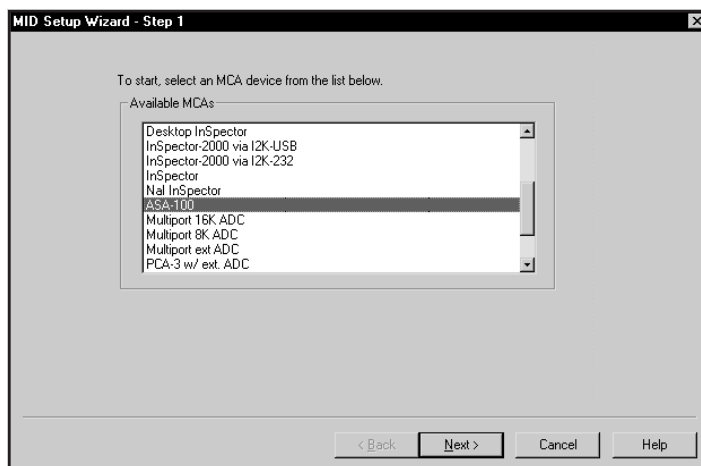 MID Setup Wizard - Step 1
To start, select an MCA device from the list below.
Available MCAs
Desktop InSpector
InSpector-2000 via I2K-USB
InSpector-2000 via I2K-232
InSpector
NaI InSpector
ASA-100
Multiport 16K ADC
Multiport 8K ADC
Multiport ext ADC
PCA-3 w/ ext. ADC
< Back Next > Cancel Help